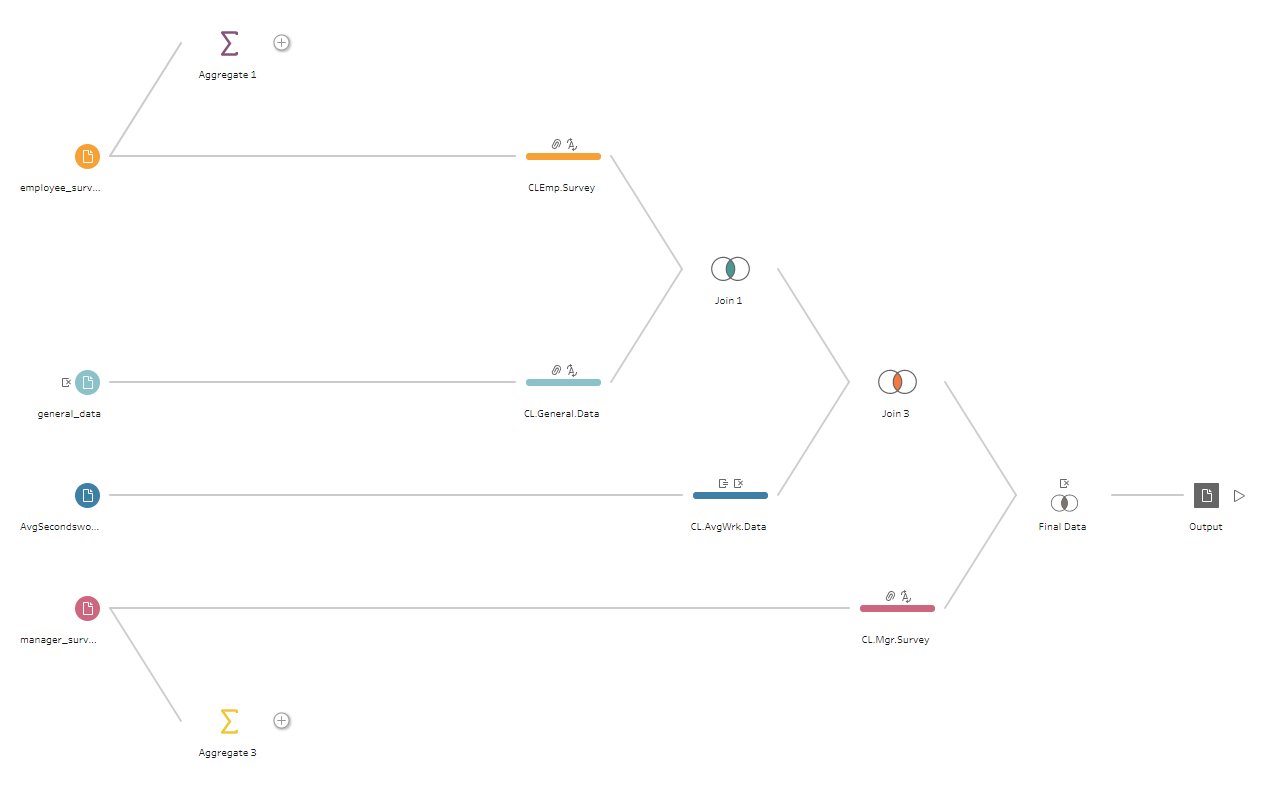 Aggregate 1
employee_surv...
CLEmp.Survey
Join 1
general_data
CL.General.Data
Join 3
AvgSecondswo...
CL.AvgWrk.Data
Final Data
Output
manager_surv...
CL.Mgr.Survey
Aggregate 3